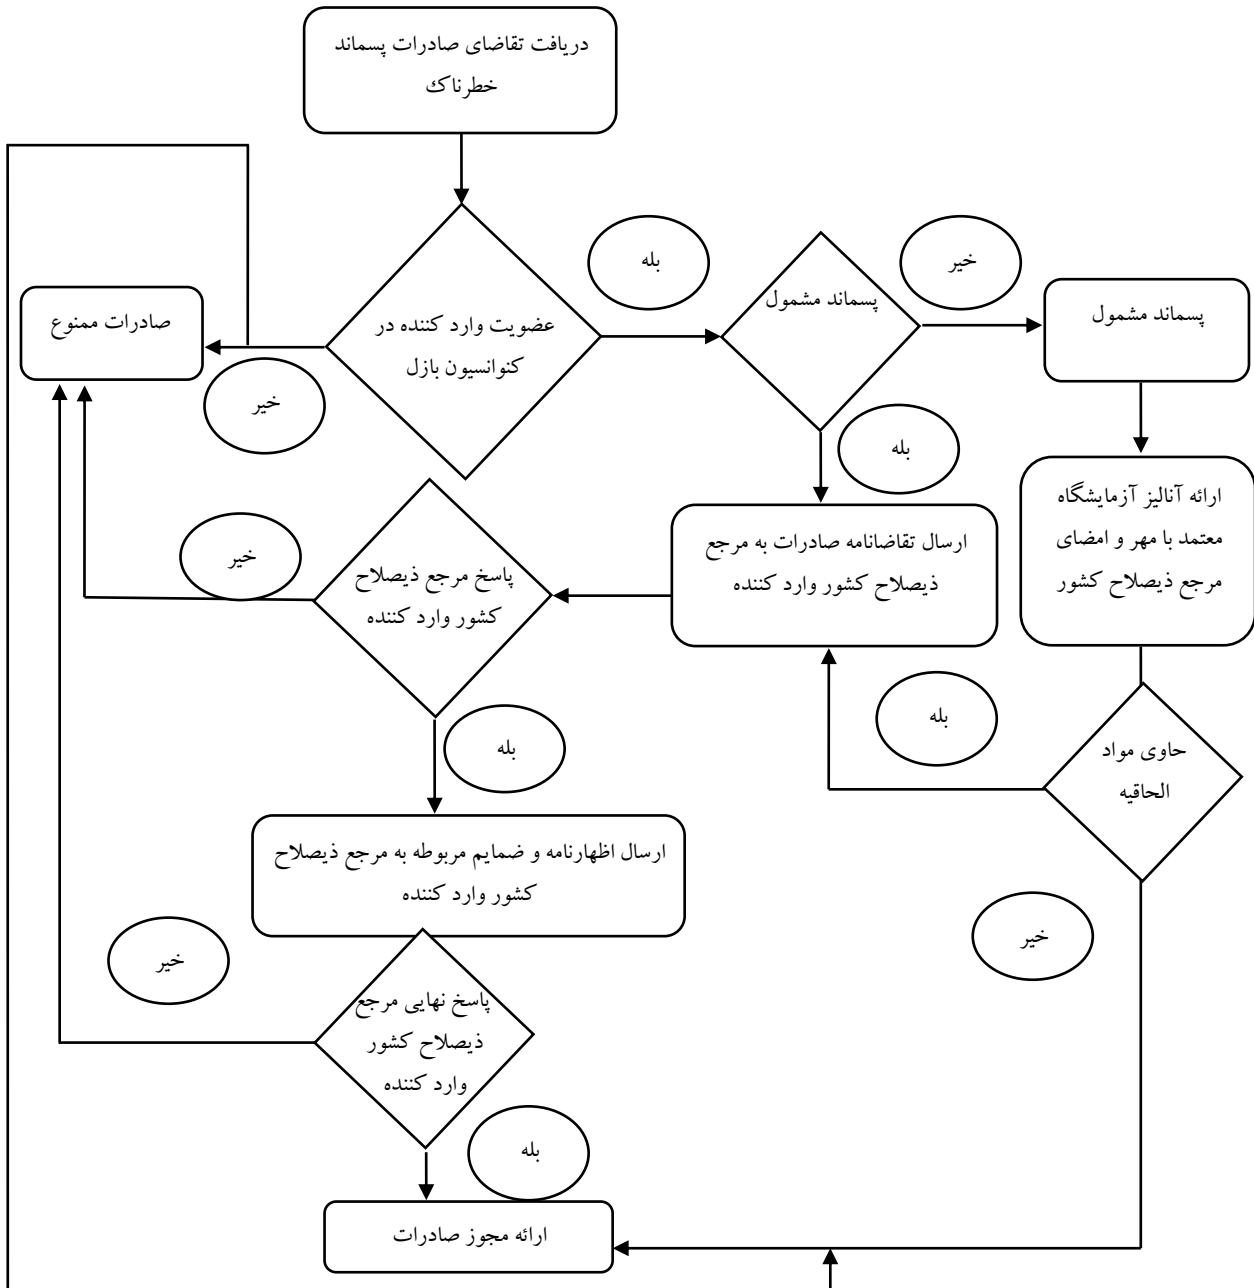 دریافت تقاضای صادرات پسماند
خطرناک
بله
خیر
پسماند مشمول
پسماند مشمول
عضویت وارد کننده در
کنوانسیون بازل
صادرات ممنوع
خیر
بله
ارائه آنالیز آزمایشگاه
معتمد با مهر و امضای
مرجع ذیصلاح کشور
ارسال تقاضانامه صادرات به مرجع
ذیصلاح کشور وارد کننده
پاسخ مرجع ذیصلاح
کشور وارد کننده
خیر
بله
بله
حاوی مواد
الحاقیه
ارسال اظهارنامه و ضمایم مربوطه به مرجع ذیصلاح
کشور وارد کننده
خیر
خیر
پاسخ نهایی مرجع
ذیصلاح کشور
وارد کننده
بله
ارائه مجوز صادرات